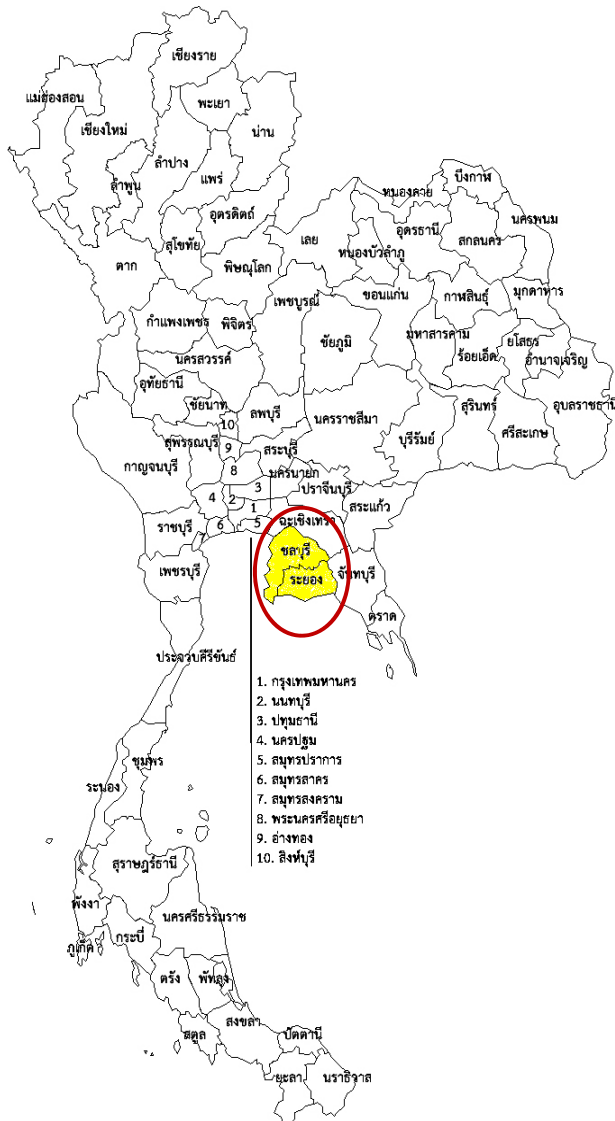 เชียงราย
แม่ฮ่องสอน
พะเยา
เชียงใหม่
น่าน
ลำปาง
แพร่
ลำพูน
บึงกาฬ
หนองคาย
อุตรดิตถ์
นครพนม
อุดรธานี
สุโขทัย
เลย
สกลนคร
หนองบัวลำภู
ตาก
พิษณุโลก
ขอนแก่น
มุกดาหาร
เพชรบูรณ์
กาฬสินธุ์
กำแพงเพชร
พิจิตร
มหาสารคาม
ยโสธร
ชัยภูมิ
ร้อยเอ็ด
อำนาจเจริญ
นครสวรรค์
อุทัยธานี
ชัยนาท
ลพบุรี
นครราชสีมา
สุรินทร์
อุบลราชธานี
10
บุรีรัมย์
ศรีสะเกษ
สุพรรณบุรี
9
สระบุรี
กาญจนบุรี
8
นครนายก
3
ปราจีนบุรี
4
2
สระแก้ว
1
ราชบุรี
6
5
ฉะเชิงเทรา
7
ชลบุรี
เพชรบุรี
ระยอง
จันทบุรี
ตราด
ประจวบคีรีขันธ์
1. กรุงเทพมหานคร
2. นนทบุรี
3. ปทุมธานี
4. นครปฐม
5. สมุทรปราการ
6. สมุทรสาคร
7. สมุทรสงคราม
8. พระนครศรีอยุธยา
9. อ่างทอง
10. สิงห์บุรี
ชุมพร
ระนอง
สุราษฎร์ธานี
พังงา
นครศรีธรรมราช
กระบี่
ภูเก็ต
ตรัง
พัทลุง
สงขลา
สตูล
ปัตตานี
ยะลา
นราธิวาส